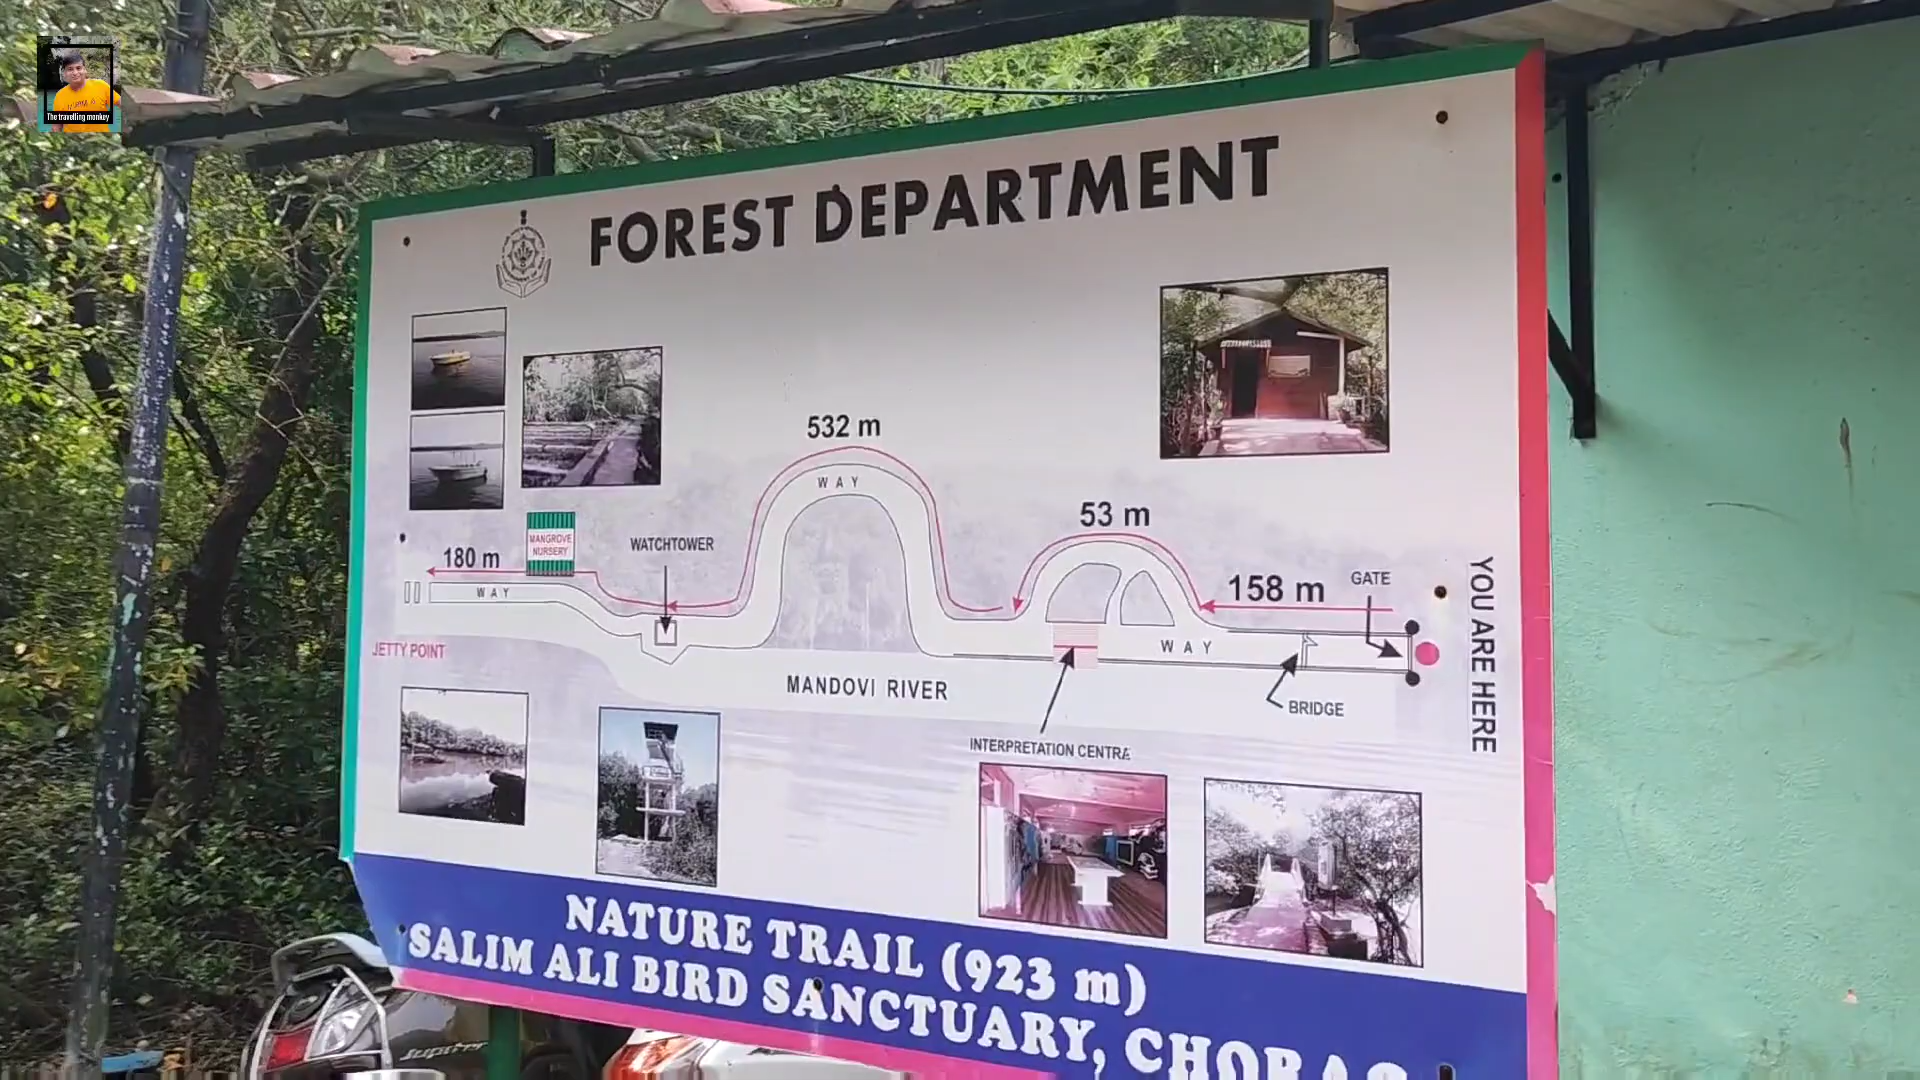 The travelling monkey
FOREST DEPARTMENT
532 m
WAY
53 m
WATCHTOWER
MANGROVE
NURSERY
180 m
WAY
158 m
GATE
YOU ARE HERE
JETTY POINT
WAY
MANDOVI RIVER
BRIDGE
INTERPRETATION CENTRA
NATURE TRAIL (923 m)
SALIM ALI BIRD SANCTUARY,
Jupiter